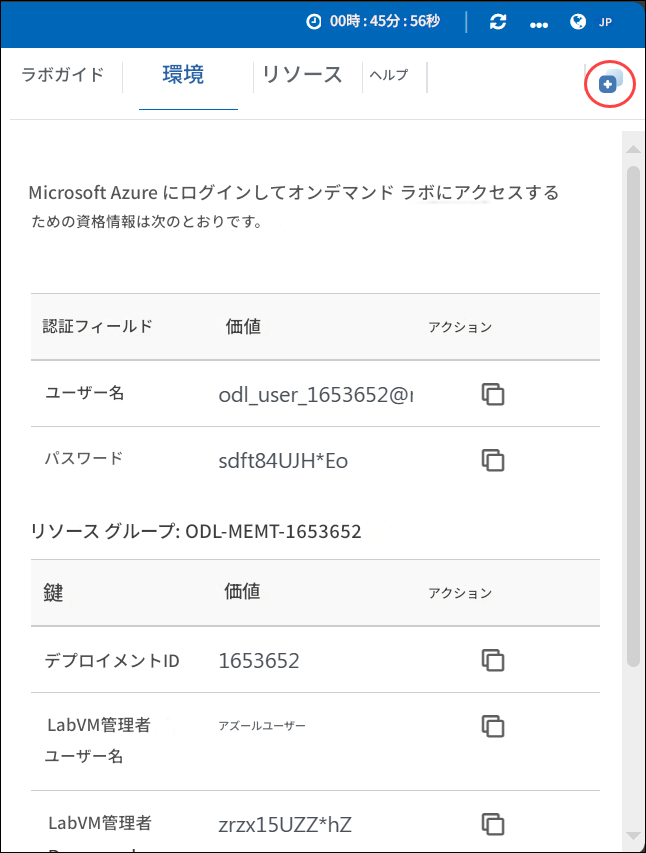 00時 : 45分 : 56秒 JP
ラボガイド 環境 リソース ヘルプ
Microsoft Azure にログインしてオンデマンド ラボにアクセスする
ための資格情報は次のとおりです。
認証フィールド 価値 アクション
ユーザー名 odl_user_1653652@
パスワード sdft84UJH*Eo
リソース グループ: ODL-MEMT-1653652
鍵 価値 アクション
デプロイメントID 1653652
LabVM管理者 アズールユーザー
ユーザー名
LabVM管理者 zrzx15UZZ*hZ